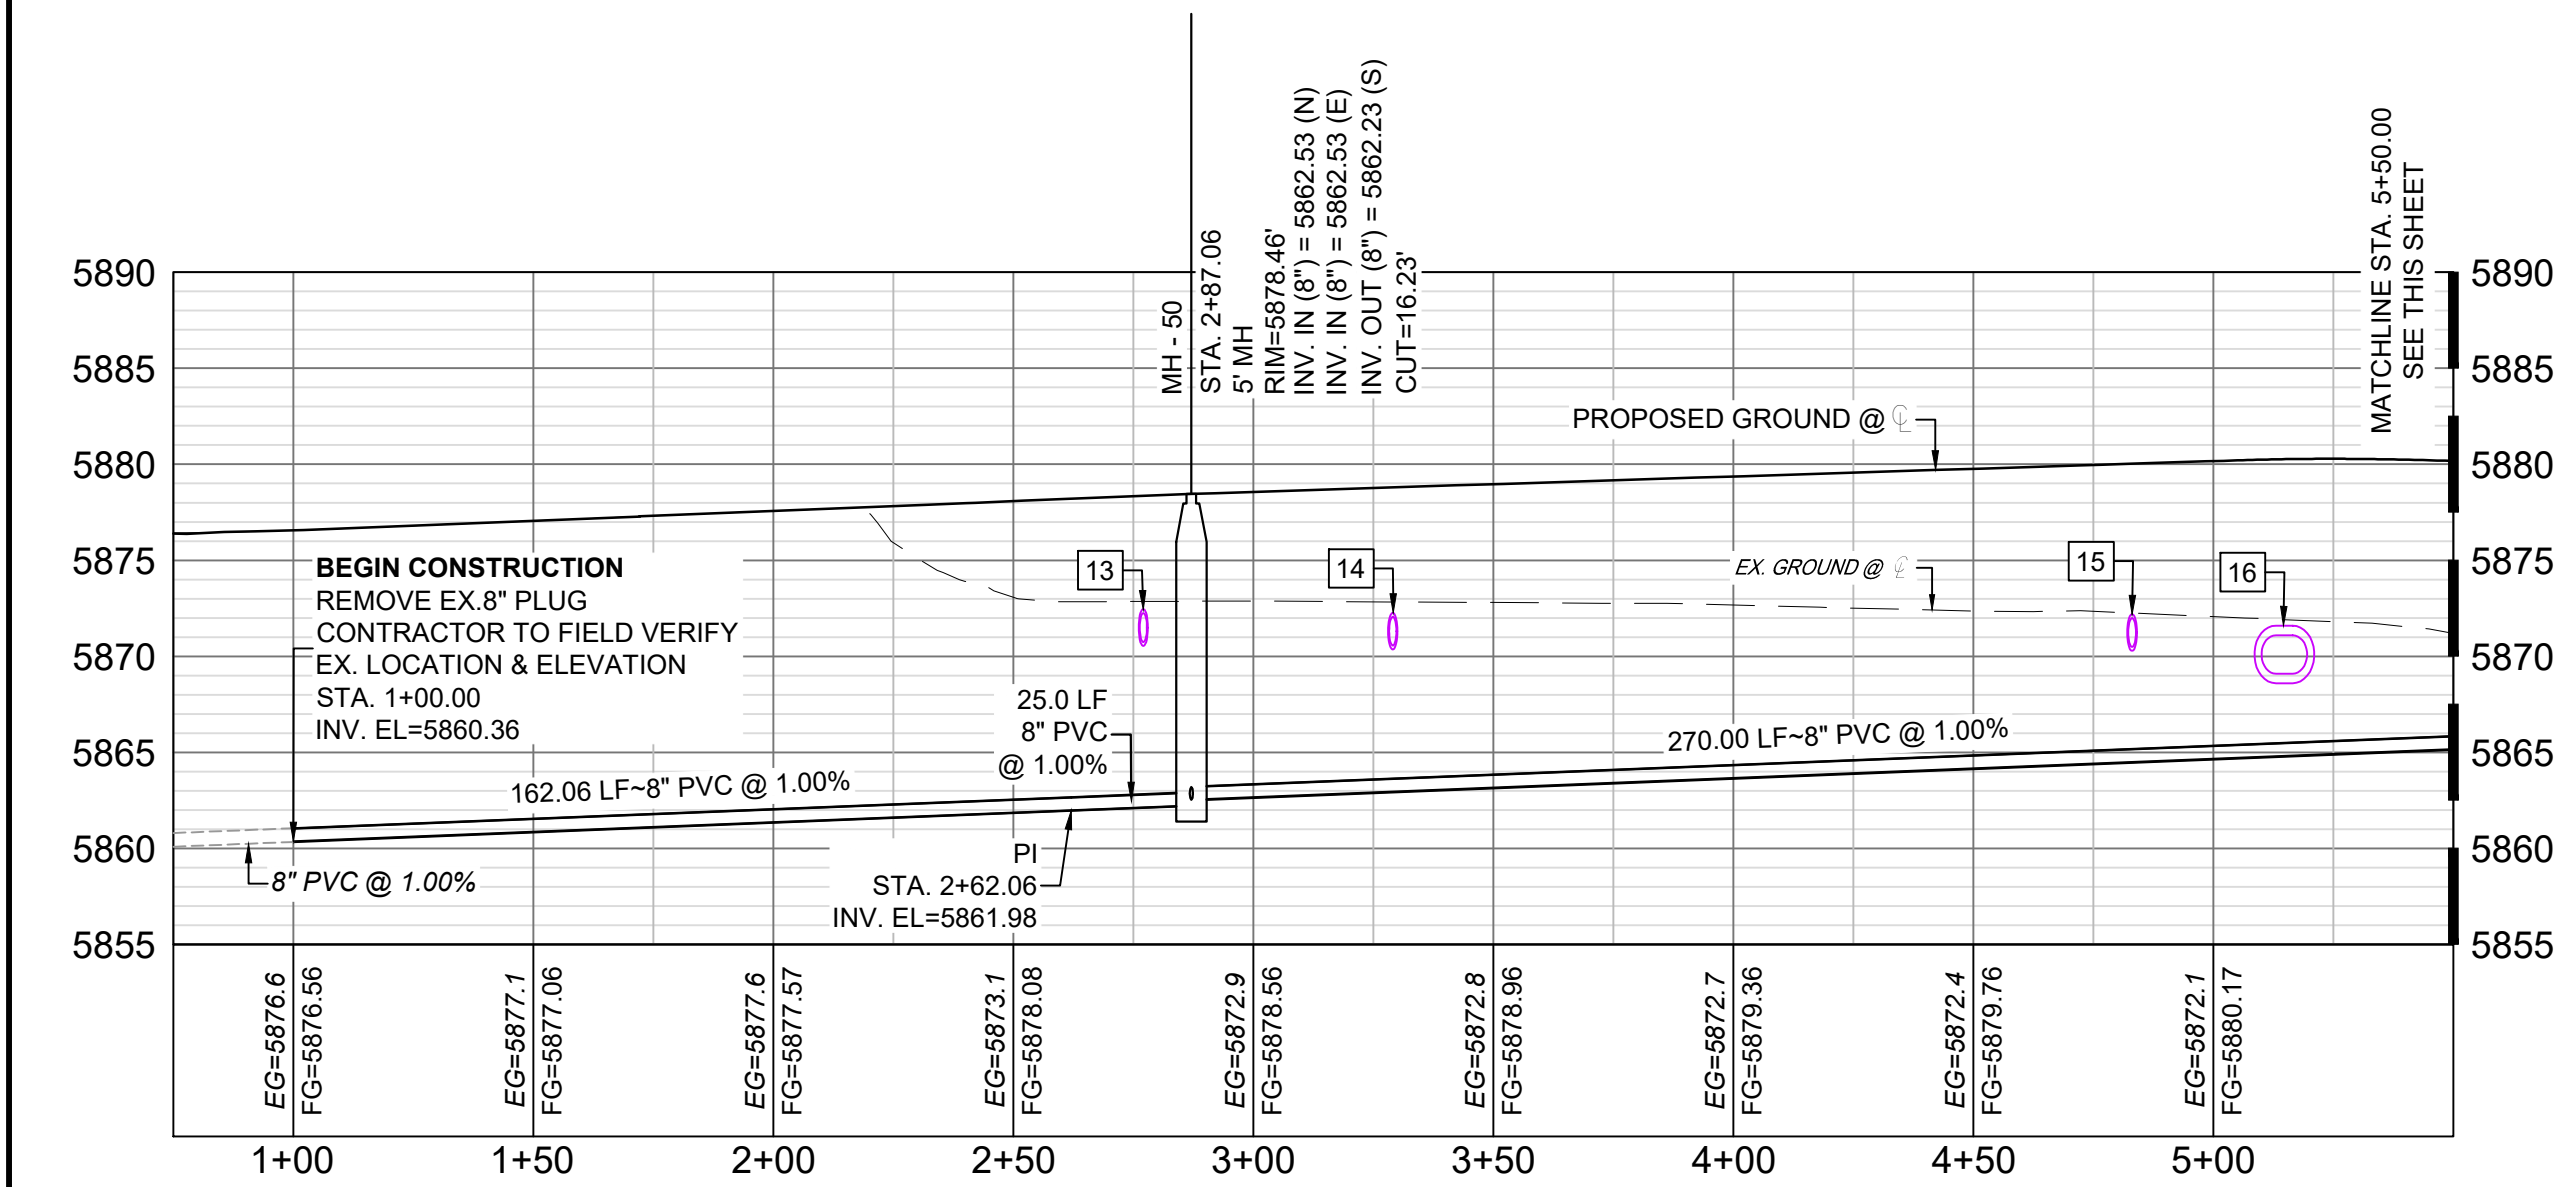 MH - 50
STA. 2+87.06
5' MH
RIM=5878.46'
INV. IN (8") = 5862.53 (N)
INV. IN (8") = 5862.53 (E)
INV. OUT (8") = 5862.23 (S)
CUT=16.23'
MATCHLINE STA. 5+50.00
SEE THIS SHEET
5890
5885
5880
5875
5870
5865
5860
5855
5890
5885
5880
5875
5870
5865
5860
5855
PROPOSED GROUND @ ℄
EX. GROUND @ ℄
BEGIN CONSTRUCTION
REMOVE EX.8" PLUG
CONTRACTOR TO FIELD VERIFY
EX. LOCATION & ELEVATION
STA. 1+00.00
INV. EL=5860.36
13
14
15
16
25.0 LF
8" PVC
@ 1.00%
162.06 LF~8" PVC @ 1.00%
270.00 LF~8" PVC @ 1.00%
8" PVC @ 1.00%
PI
STA. 2+62.06
INV. EL=5861.98
EG=5876.6
FG=5876.56
EG=5877.1
FG=5877.06
EG=5877.6
FG=5877.57
EG=5873.1
FG=5878.08
EG=5872.9
FG=5878.56
EG=5872.8
FG=5878.96
EG=5872.7
FG=5879.36
EG=5872.4
FG=5879.76
EG=5872.1
FG=5880.17
1+00
1+50
2+00
2+50
3+00
3+50
4+00
4+50
5+00